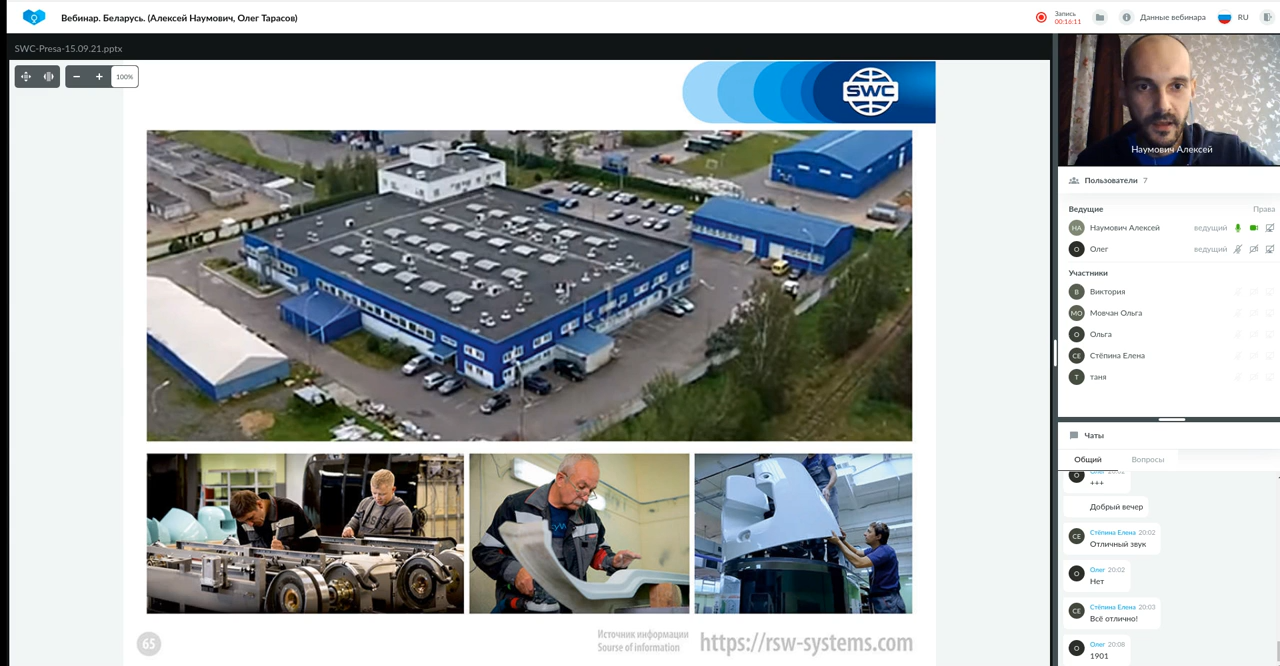 Вебинар. Беларусь. (Алексей Наумович, Олег Тарасов)
Запись
00:16:11
Данные вебинара
RU
SWC-Presa-15.09.21.pptx
100%
SWC
65
Источник информации
Sourse of information
https://rsw-systems.com
Наумович Алексей
Пользователи 7
Ведущие Права
НА Наумович Алексей ведущий
О Олег ведущий
Участники
В Виктория
МО Мовчан Ольга
О Ольга
СЕ Стёпина Елена
Т таня
Чаты
Общий Вопросы
О
+++
Добрый вечер
СЕ Стёпина Елена 20:02
Отличный звук
О Олег 20:02
Нет
СЕ Стёпина Елена 20:03
Всё отлично!
О Олег 20:08
1901